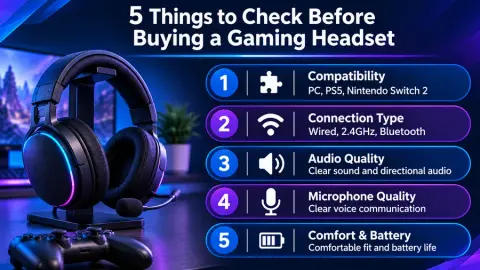 5 Things to Check Before
Buying a Gaming Headset
1
Compatibility
PC, PS5, Nintendo Switch 2
2
Connection Type
Wired, 2.4GHz, Bluetooth
3
Audio Quality
Clear sound and directional audio
4
Microphone Quality
Clear voice communication
5
Comfort & Battery
Comfortable fit and battery life